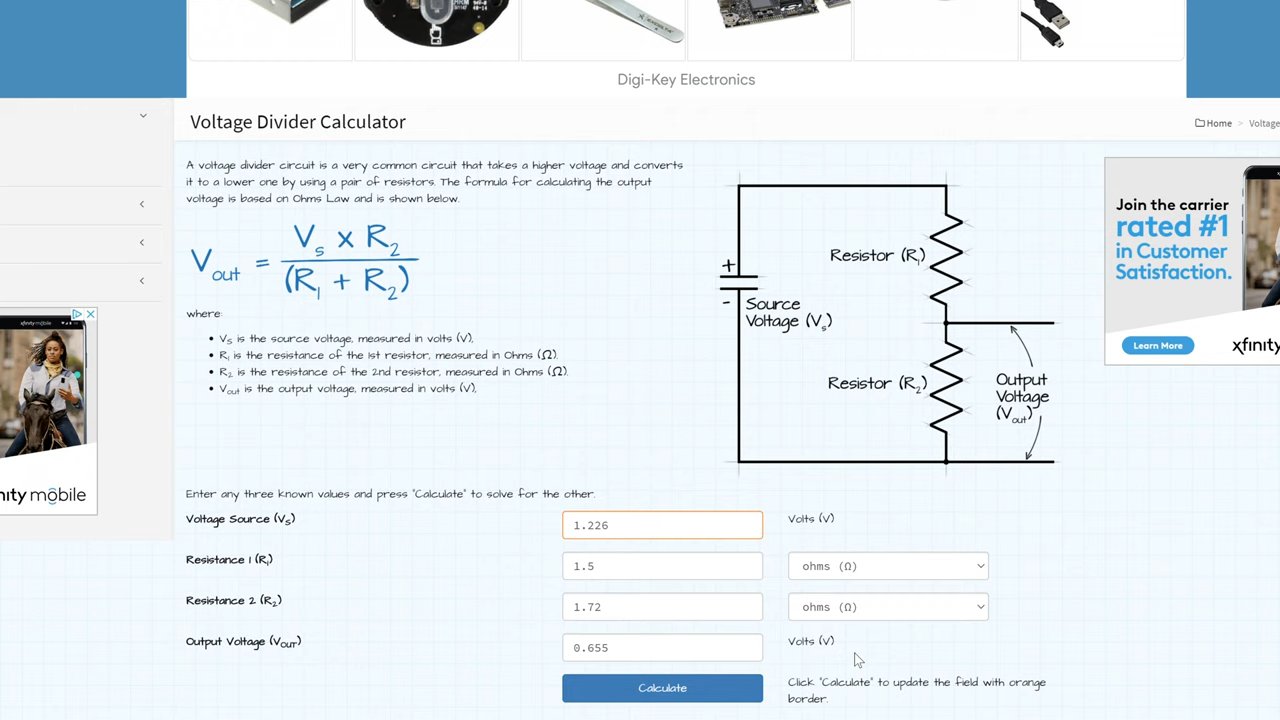 Digi-Key Electronics
Voltage Divider Calculator
Home > Voltage
A voltage divider circuit is a very common circuit that takes a higher voltage and converts
it to a lower one by using a pair of resistors. The formula for calculating the output
voltage is based on Ohms Law and is shown below.
Vout = Vs x R2
(R1 + R2)
where:
Vs is the source voltage, measured in volts (V),
R1 is the resistance of the 1st resistor, measured in Ohms (Ω).
R2 is the resistance of the 2nd resistor, measured in Ohms (Ω).
Vout is the output voltage, measured in volts (V),
+
-
Source
Voltage (Vs)
Resistor (R1)
Resistor (R2)
Output
Voltage
(Vout)
Join the carrier
rated #1
in Customer
Satisfaction.
Learn More
xfinity
nity mobile
Enter any three known values and press "Calculate" to solve for the other.
Voltage Source (VS) 1.226 Volts (V)
Resistance 1 (R1) 1.5 ohms (Ω)
Resistance 2 (R2) 1.72 ohms (Ω)
Output Voltage (VOUT) 0.655 Volts (V)
Calculate
Click "Calculate" to update the field with orange
border.